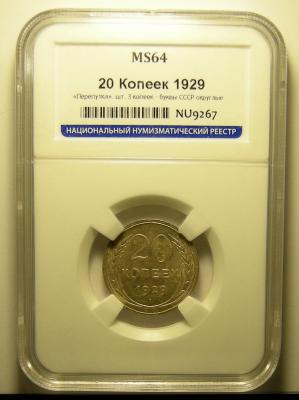 MS64
20 Копеек 1929
«Перепутка». шт. 3 копеек - буквы СССР округлые
NU9267
НАЦИОНАЛЬНЫЙ НУМИЗМАТИЧЕСКИЙ РЕЕСТР
20
КОПЕЕК
1929